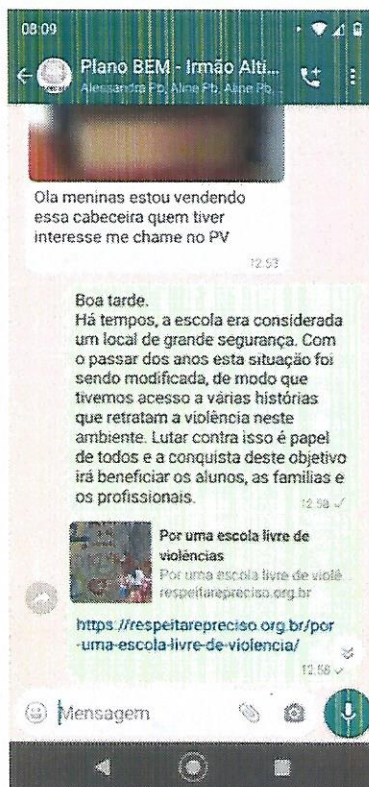 08:09
Plano BEM - Irmão Alti...
Alessandra Pb, Aline Pb, Aline Pb,...
Ola meninas estou vendendo
essa cabeceira quem tiver
interesse me chame no PV
12:53
Boa tarde.
Há tempos, a escola era considerada
um local de grande segurança. Com
o passar dos anos esta situação foi
sendo modificada, de modo que
tivemos acesso a várias histórias
que retratam a violência neste
ambiente. Lutar contra isso é papel
de todos e a conquista deste objetivo
irá beneficiar os alunos, as famílias e
os profissionais.
12:58
Por uma escola livre de
violências
Por uma escola livre de violê
respeitarepreciso.org.br
https://respeitarepreciso.org.br/por
-uma-escola-livre-de-violencia/
12:58
Mensagem